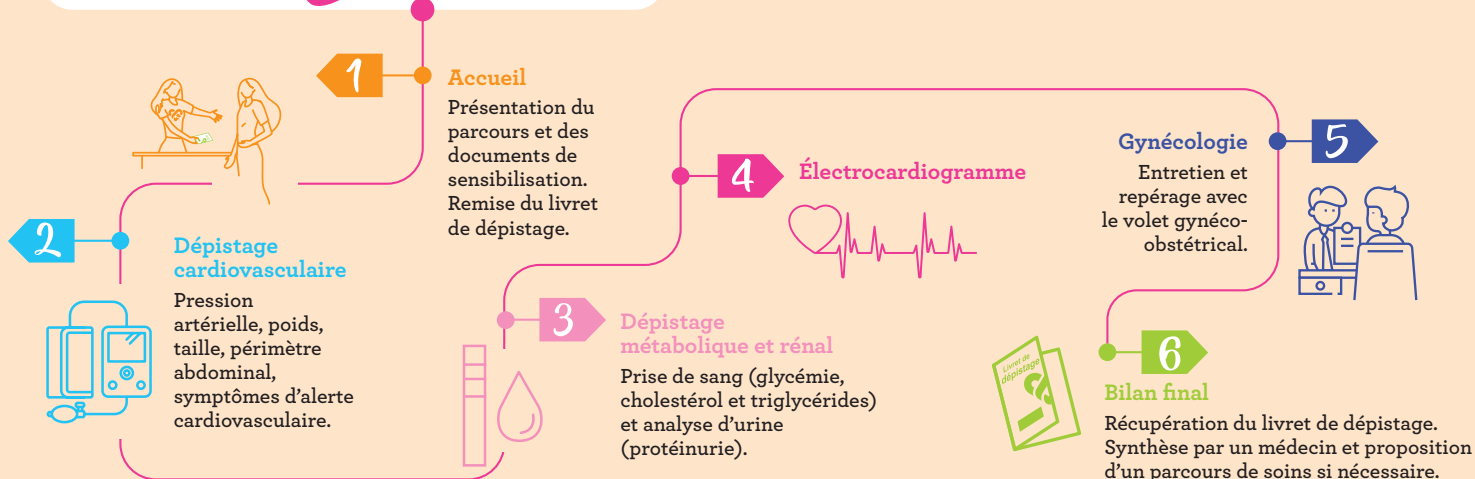 1
Accueil
Présentation du
parcours et des
documents de
sensibilisation.
Remise du livret
de dépistage.
2
Dépistage
cardiovasculaire
Pression
artérielle, poids,
taille, périmètre
abdominal,
symptômes d’alerte
cardiovasculaire.
3
Dépistage
métabolique et rénal
Prise de sang (glycémie,
cholestérol et triglycérides)
et analyse d’urine
(protéinurie).
4
Électrocardiogramme
5
Gynécologie
Entretien et
repérage avec
le volet gynéco-
obstétrical.
6
Livret de
dépistage
Bilan final
Récupération du livret de dépistage.
Synthèse par un médecin et proposition
d’un parcours de soins si nécessaire.